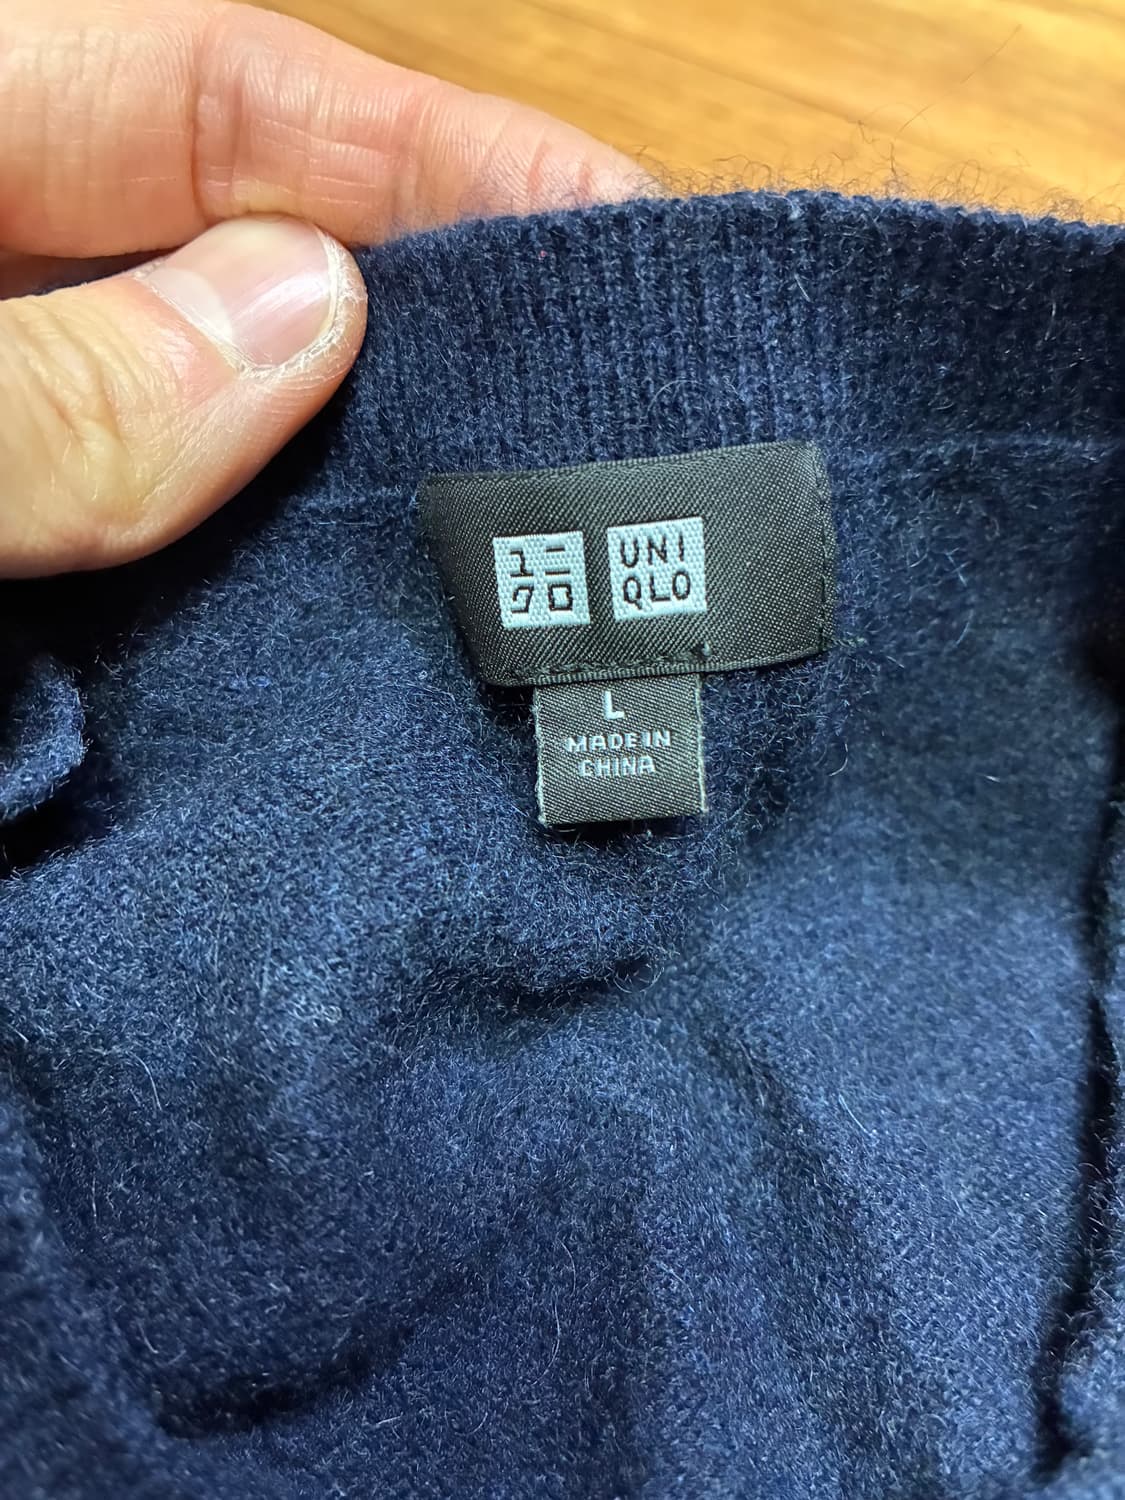 ユニ
クロ
UNI
QLO
L
MADE IN
CHINA